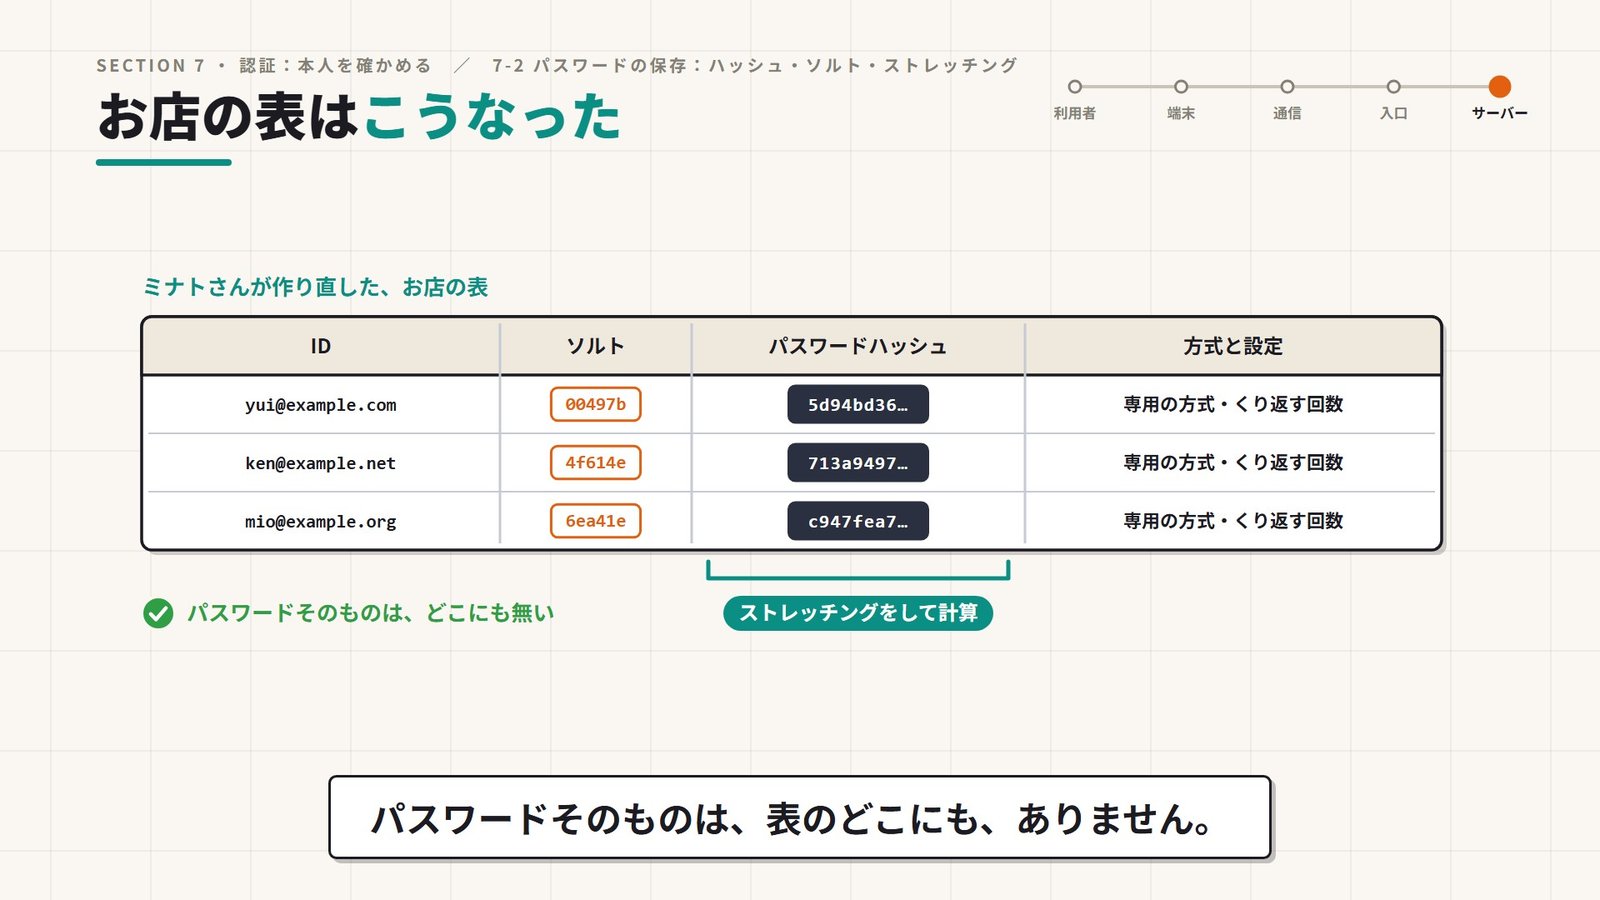 SECTION 7 ・ 認証：本人を確かめる ／ 7-2 パスワードの保存：ハッシュ・ソルト・ストレッチング
お店の表はこうなった
利用者 端末 通信 入口 サーバー
ミナトさんが作り直した、お店の表
ID ソルト パスワードハッシュ 方式と設定
yui@example.com 00497b 5d94bd36… 専用の方式・くり返す回数
ken@example.net 4f614e 713a9497… 専用の方式・くり返す回数
mio@example.org 6ea41e c947fea7… 専用の方式・くり返す回数
パスワードそのものは、どこにも無い
ストレッチングをして計算
パスワードそのものは、表のどこにも、ありません。